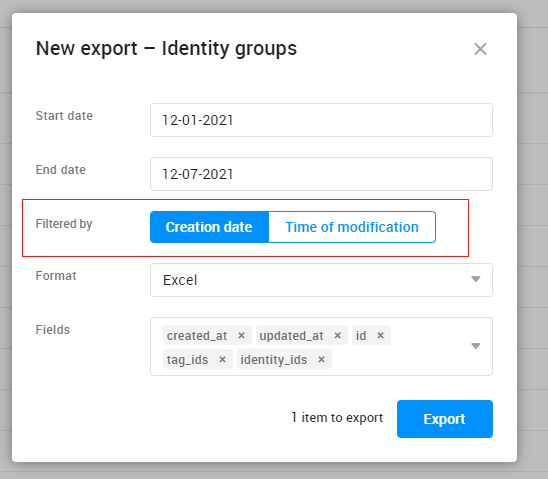 New export – Identity groups
Start date
12-01-2021
End date
12-07-2021
Filtered by
Creation date
Time of modification
Format
Excel
Fields
created_at × updated_at × id ×
tag_ids × identity_ids ×
1 item to export
Export